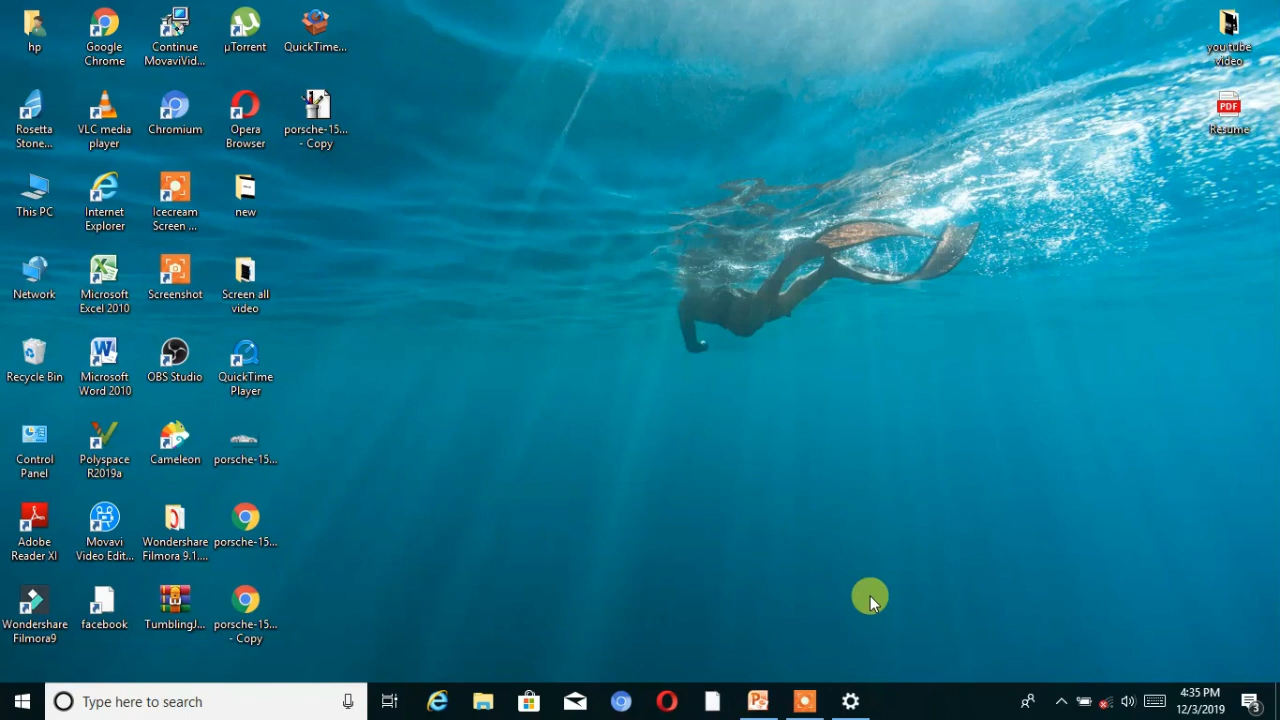 hp
Google
Chrome
Continue
MovaviVid...
µTorrent
QuickTime...
youtube
video
Rosetta
Stone...
VLC media
player
Chromium
Opera
Browser
porsche-15...
- Copy
PDF
Resume
This PC
Internet
Explorer
Icecream
Screen ...
new
Network
Microsoft
Excel 2010
Screenshot
Screen all
video
Recycle Bin
Microsoft
Word 2010
OBS Studio
QuickTime
Player
Control
Panel
Polyspace
R2019a
Cameleon
porsche-15...
Adobe
Reader XI
Movavi
Video Edit...
Wondershare
Filmora 9.1....
porsche-15...
Wondershare
Filmora9
facebook
TumblingJ...
porsche-15...
- Copy
Type here to search
4:35 PM
12/3/2019
3